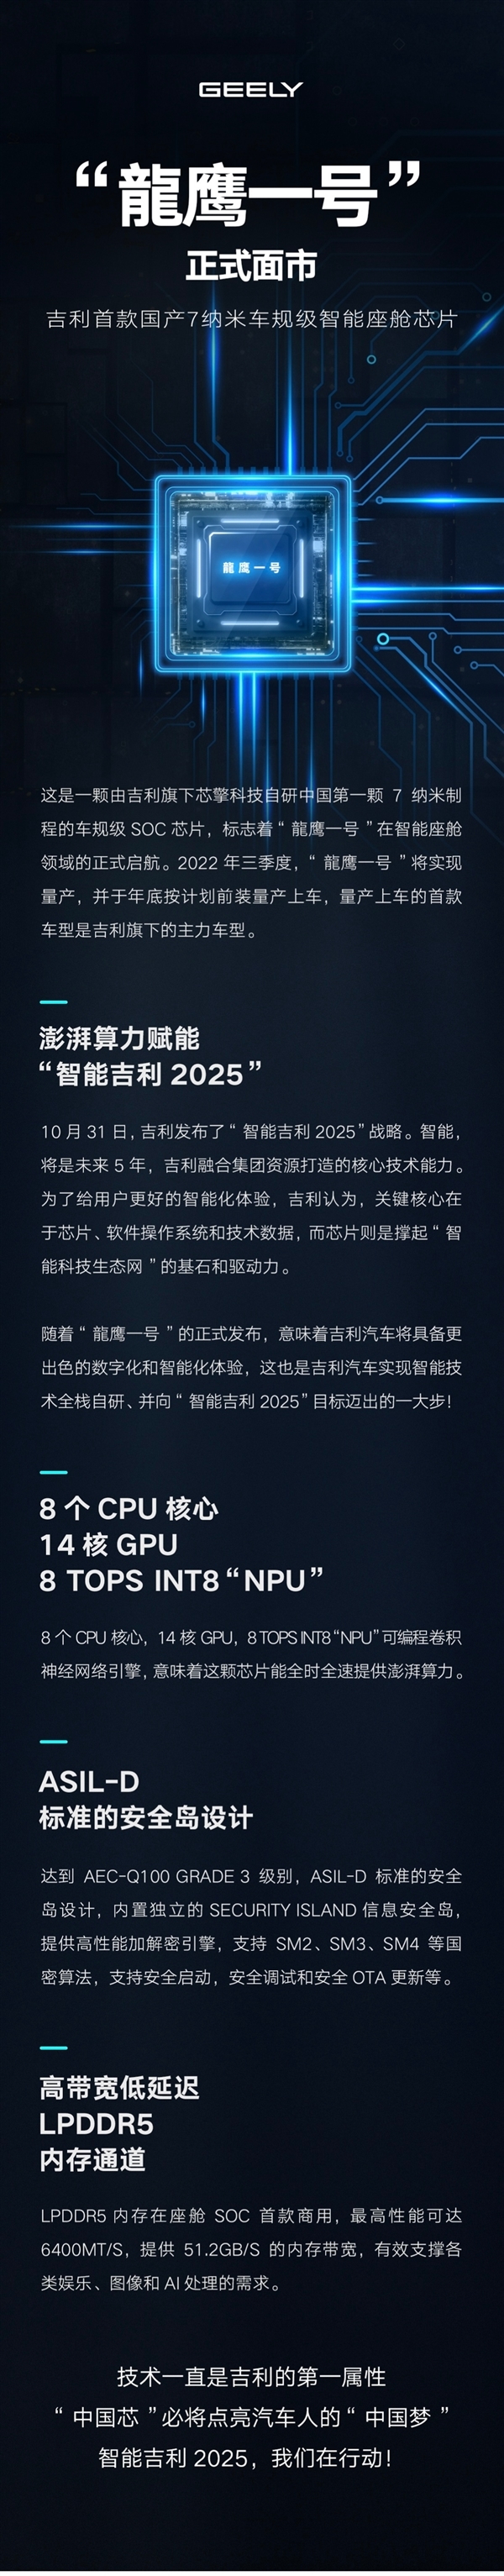 GEELY
“龍鹰一号”
正式面市
吉利首款国产7纳米车规级智能座舱芯片
龍鹰一号
这是一颗由吉利旗下芯擎科技自研中国第一颗 7 纳米制
程的车规级 SOC 芯片，标志着“龍鹰一号”在智能座舱
领域的正式启航。2022 年三季度，“龍鹰一号”将实现
量产，并于年底按计划前装量产上车，量产上车的首款
车型是吉利旗下的主力车型。
澎湃算力赋能
“智能吉利 2025”
10 月 31 日，吉利发布了“智能吉利 2025”战略。智能，
将是未来 5 年，吉利融合集团资源打造的核心技术能力。
为了给用户更好的智能化体验，吉利认为，关键核心在
于芯片、软件操作系统和技术数据，而芯片则是撑起“智
能科技生态网”的基石和驱动力。
随着“龍鹰一号”的正式发布，意味着吉利汽车将具备更
出色的数字化和智能化体验，这也是吉利汽车实现智能技
术全栈自研、并向“智能吉利 2025”目标迈出的一大步！
8 个 CPU 核心
14 核 GPU
8 TOPS INT8“NPU”
8 个 CPU 核心，14 核 GPU，8 TOPS INT8“NPU”可编程卷积
神经网络引擎，意味着这颗芯片能全时全速提供澎湃算力。
ASIL-D
标准的安全岛设计
达到 AEC-Q100 GRADE 3 级别，ASIL-D 标准的安全
岛设计，内置独立的 SECURITY ISLAND 信息安全岛，
提供高性能加解密引擎，支持 SM2、SM3、SM4 等国
密算法，支持安全启动，安全调试和安全 OTA 更新等。
高带宽低延迟
LPDDR5
内存通道
LPDDR5 内存在座舱 SOC 首款商用，最高性能可达
6400MT/S，提供 51.2GB/S 的内存带宽，有效支撑各
类娱乐、图像和 AI 处理的需求。
技术一直是吉利的第一属性
“中国芯”必将点亮汽车人的“中国梦”
智能吉利 2025，我们在行动！